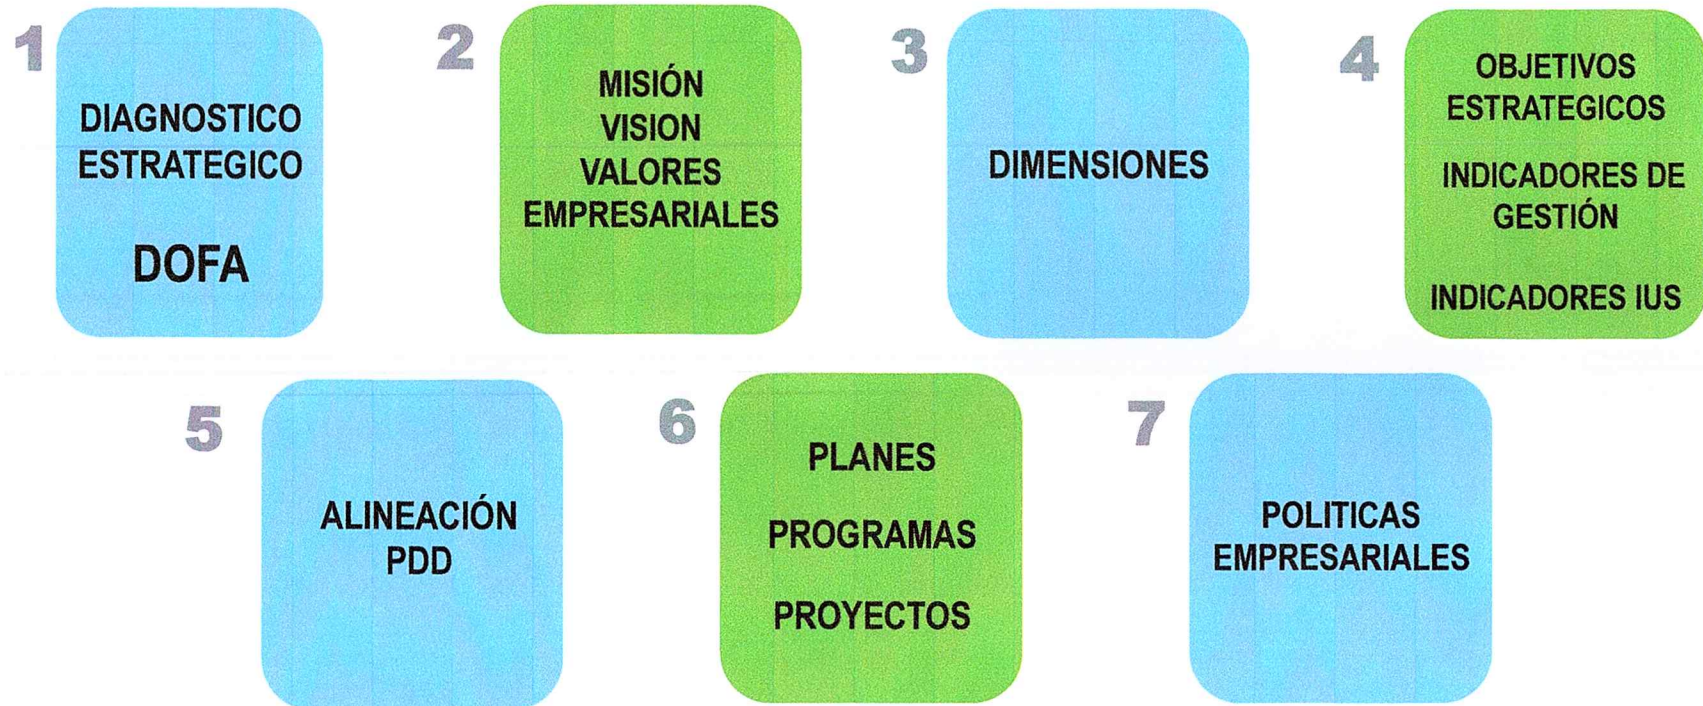 1
DIAGNOSTICO
ESTRATEGICO
DOFA
2
MISIÓN
VISION
VALORES
EMPRESARIALES
3
DIMENSIONES
4
OBJETIVOS
ESTRATEGICOS
INDICADORES DE
GESTIÓN
INDICADORES IUS
5
ALINEACIÓN
PDD
6
PLANES
PROGRAMAS
PROYECTOS
7
POLITICAS
EMPRESARIALES